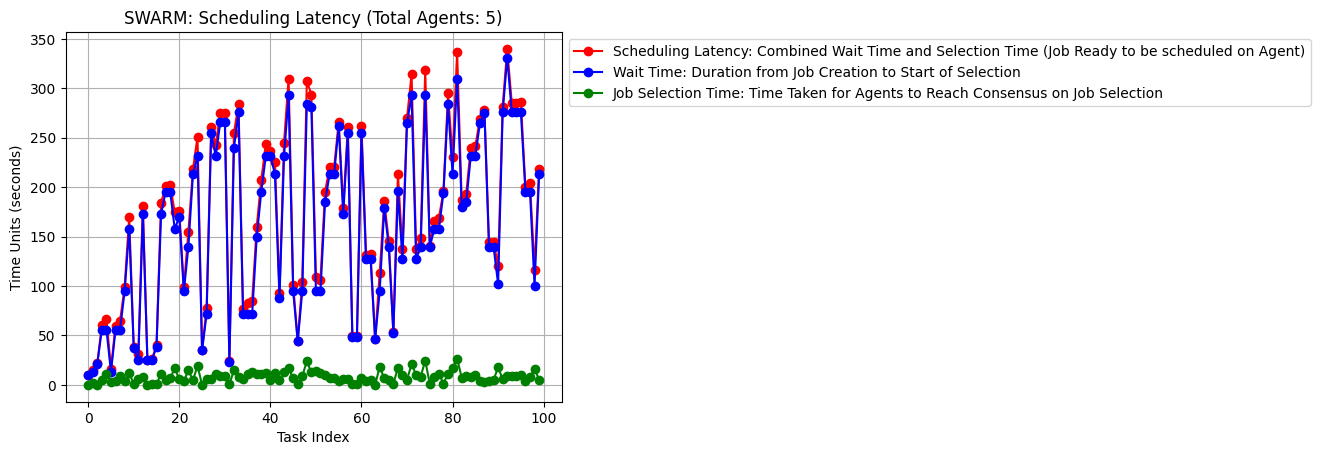 SWARM: Scheduling Latency (Total Agents: 5)
350
300
250
200
150
100
50
0
Time Units (seconds)
0 20 40 60 80 100
Task Index
Scheduling Latency: Combined Wait Time and Selection Time (Job Ready to be scheduled on Agent)
Wait Time: Duration from Job Creation to Start of Selection
Job Selection Time: Time Taken for Agents to Reach Consensus on Job Selection